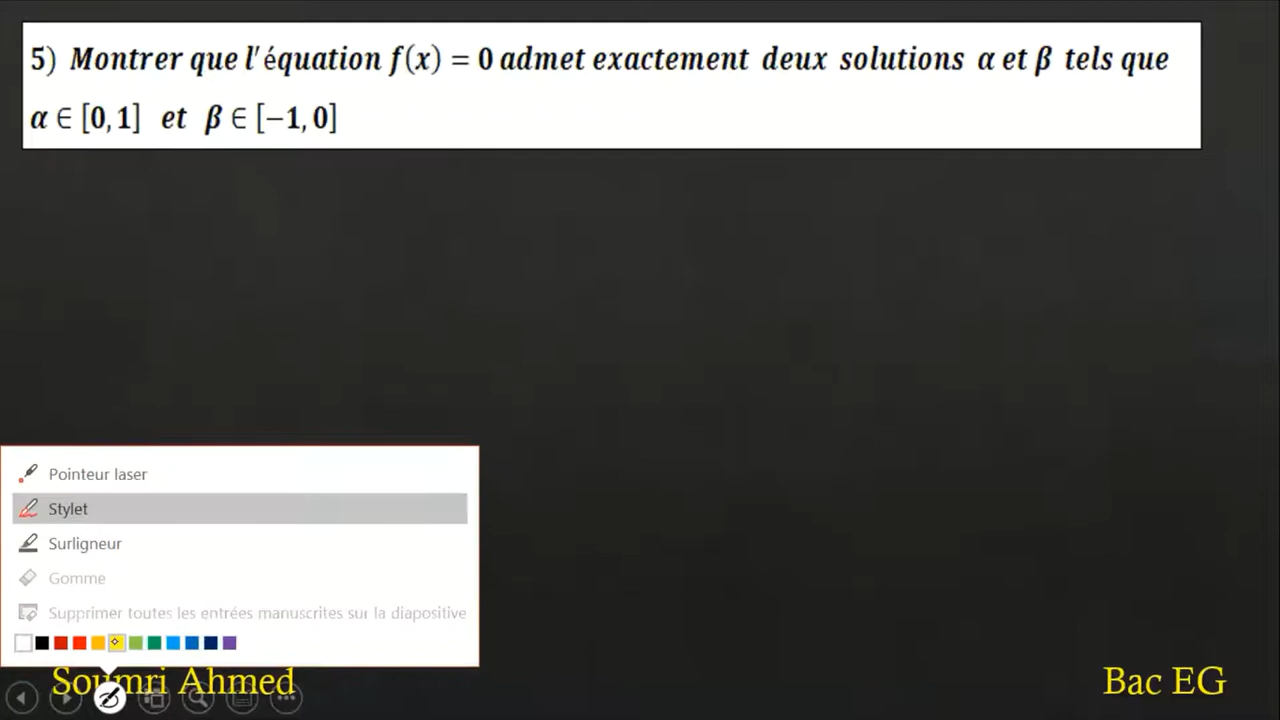 5) Montrer que l'équation f(x) = 0 admet exactement deux solutions α et β tels que
α ∈ [0, 1] et β ∈ [−1, 0]
Pointeur laser
Stylet
Surligneur
Gomme
Supprimer toutes les entrées manuscrites sur la diapositive
Soumri Ahmed
Bac EG